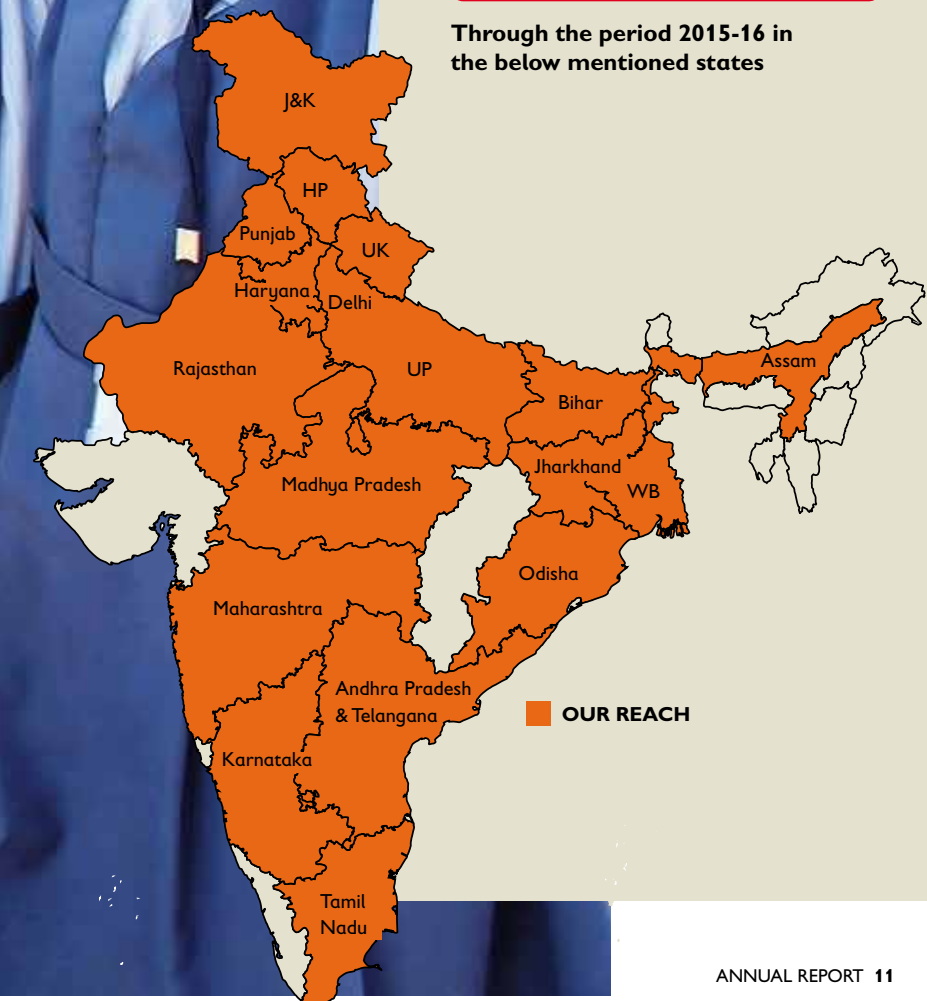 Through the period 2015-16 in
the below mentioned states
J&K
HP
Punjab
UK
Haryana
Delhi
Rajasthan
UP
Assam
Bihar
Jharkhand
Madhya Pradesh
WB
Odisha
Maharashtra
Andhra Pradesh
& Telangana
OUR REACH
Karnataka
Tamil
Nadu
ANNUAL REPORT 11